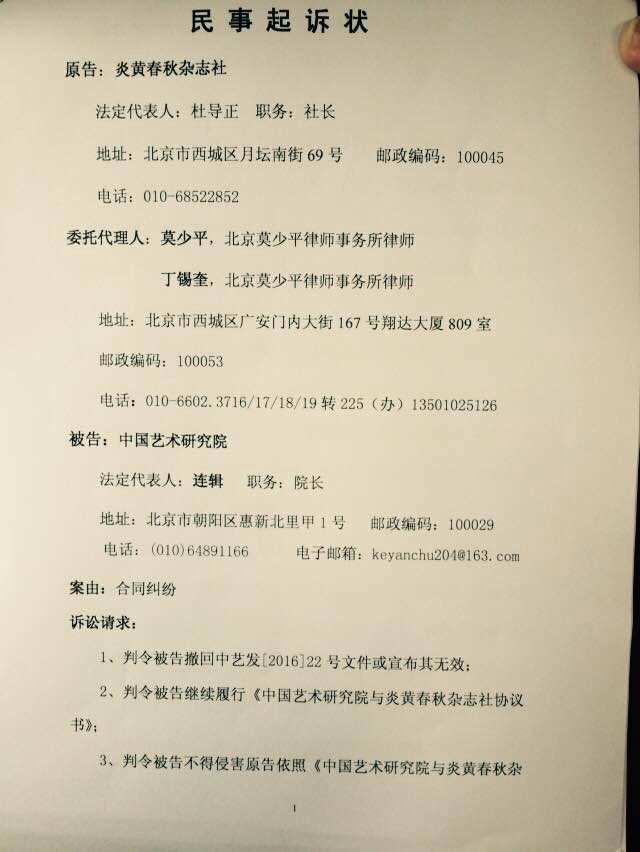 民事起诉状
原告：炎黄春秋杂志社
法定代表人：杜导正 职务：社长
地址：北京市西城区月坛南街 69 号 邮政编码：100045
电话：010-68522852
委托代理人：莫少平，北京莫少平律师事务所律师
丁锡奎，北京莫少平律师事务所律师
地址：北京市西城区广安门内大街 167 号翔达大厦 809 室
邮政编码：100053
电话：010-6602.3716/17/18/19 转 225（办）13501025126
被告：中国艺术研究院
法定代表人：连辑 职务：院长
地址：北京市朝阳区惠新北里甲 1 号 邮政编码：100029
电话：(010)64891166 电子邮箱：keyanchu204@163.com
案由：合同纠纷
诉讼请求：
1、判令被告撤回中艺发[2016]22 号文件或宣布其无效；
2、判令被告继续履行《中国艺术研究院与炎黄春秋杂志社协议
书》；
3、判令被告不得侵害原告依照《中国艺术研究院与炎黄春秋杂
1